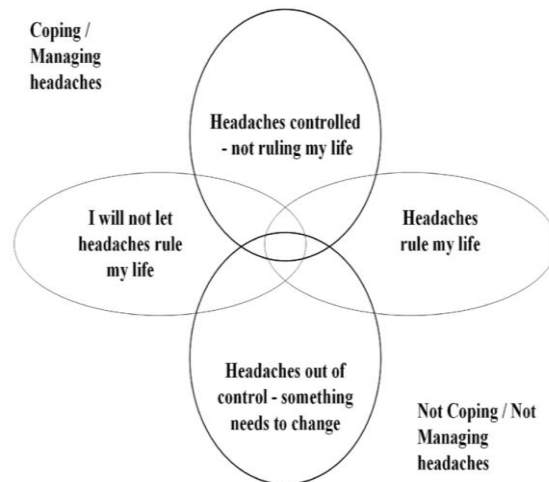 Coping /
Managing
headaches
Headaches controlled
- not ruling my life
I will not let
headaches rule
my life
Headaches
rule my life
Headaches out of
control - something
needs to change
Not Coping / Not
Managing
headaches